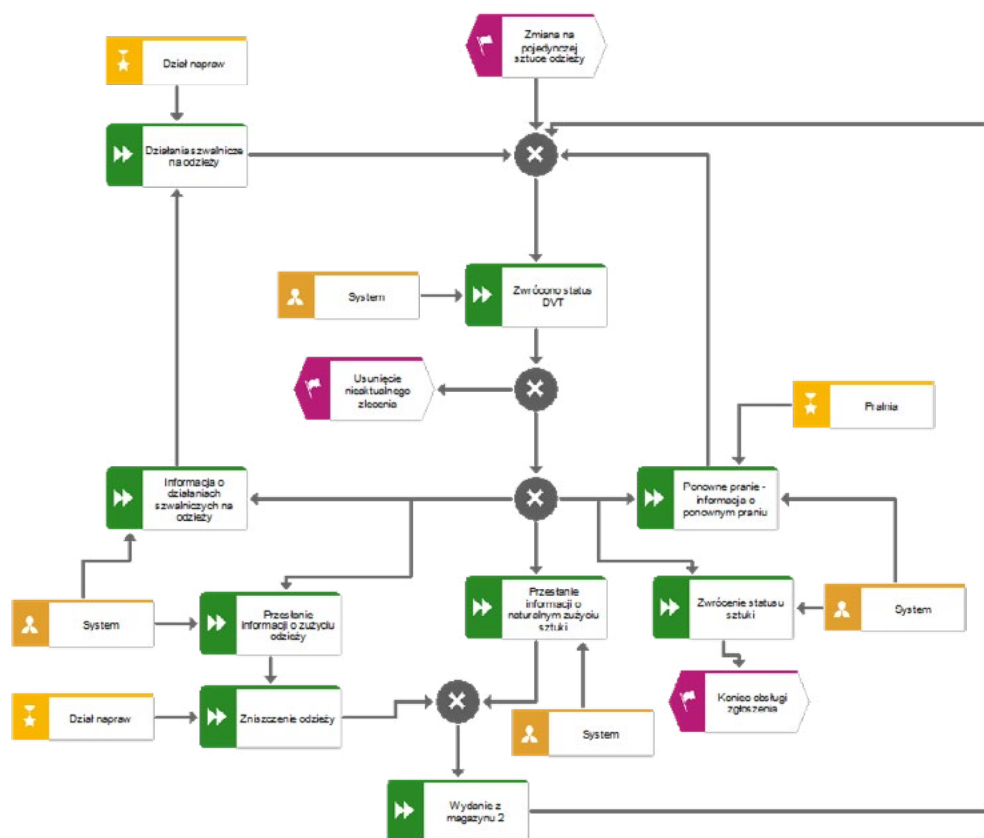 Zmiana na
pojedynczej
sztuce odzieży
Dział napraw
Działania szwalnicze
na odzieży
System
Zwrócono status
DVT
Usunięcie
nieaktualnego
zlecenia
Pralnia
Informacja o
działaniach
szwalniczych na
odzieży
Ponowne pranie -
informacja o
ponownym praniu
System
Przesłanie
informacji o zużyciu
odzieży
Przesłanie
informacji o
naturalnym zużyciu
sztuki
Zwrócenie statusu
sztuki
System
Dział napraw
Zniszczenie odzieży
System
Koniec obsługi
zgłoszenia
Wydanie z
magazynu 2